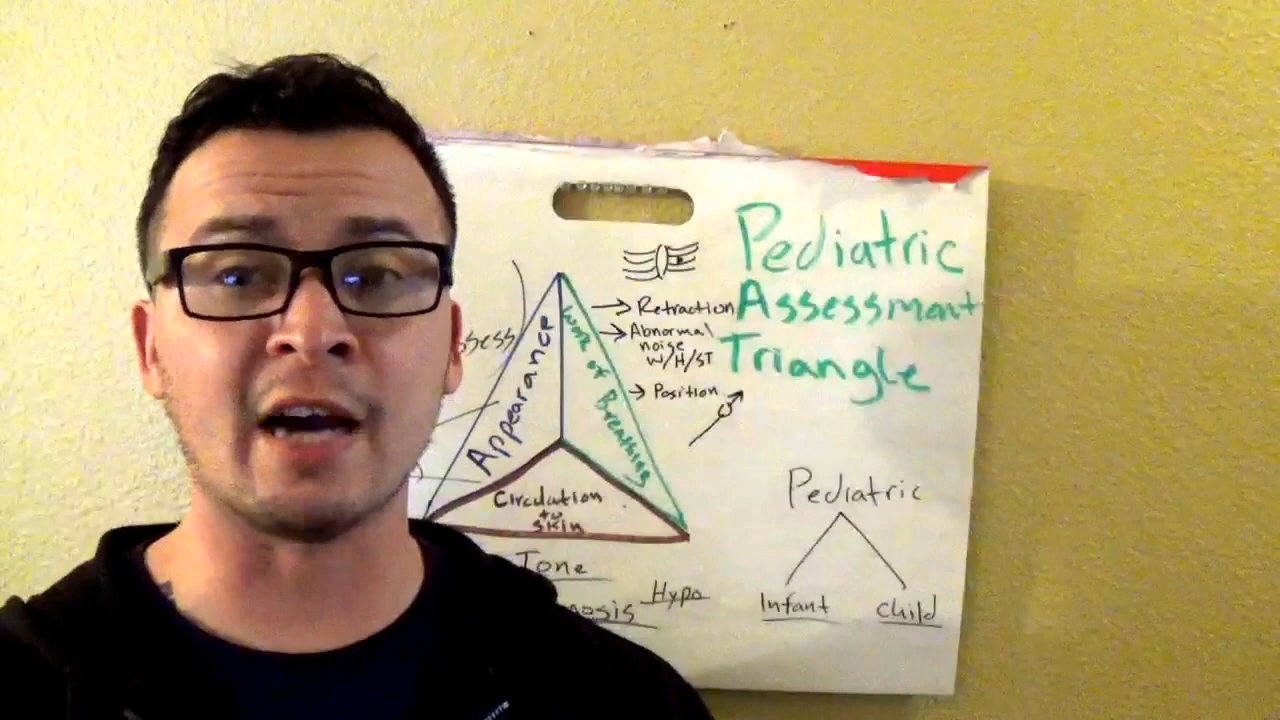 Pediatric
Assessment
Triangle
Retraction
Abnormal
noise
W/H/ST
Position
Appearance
Work of Breathing
Circulation
to
Skin
Tone
Hypo
Pediatric
Infant
Child